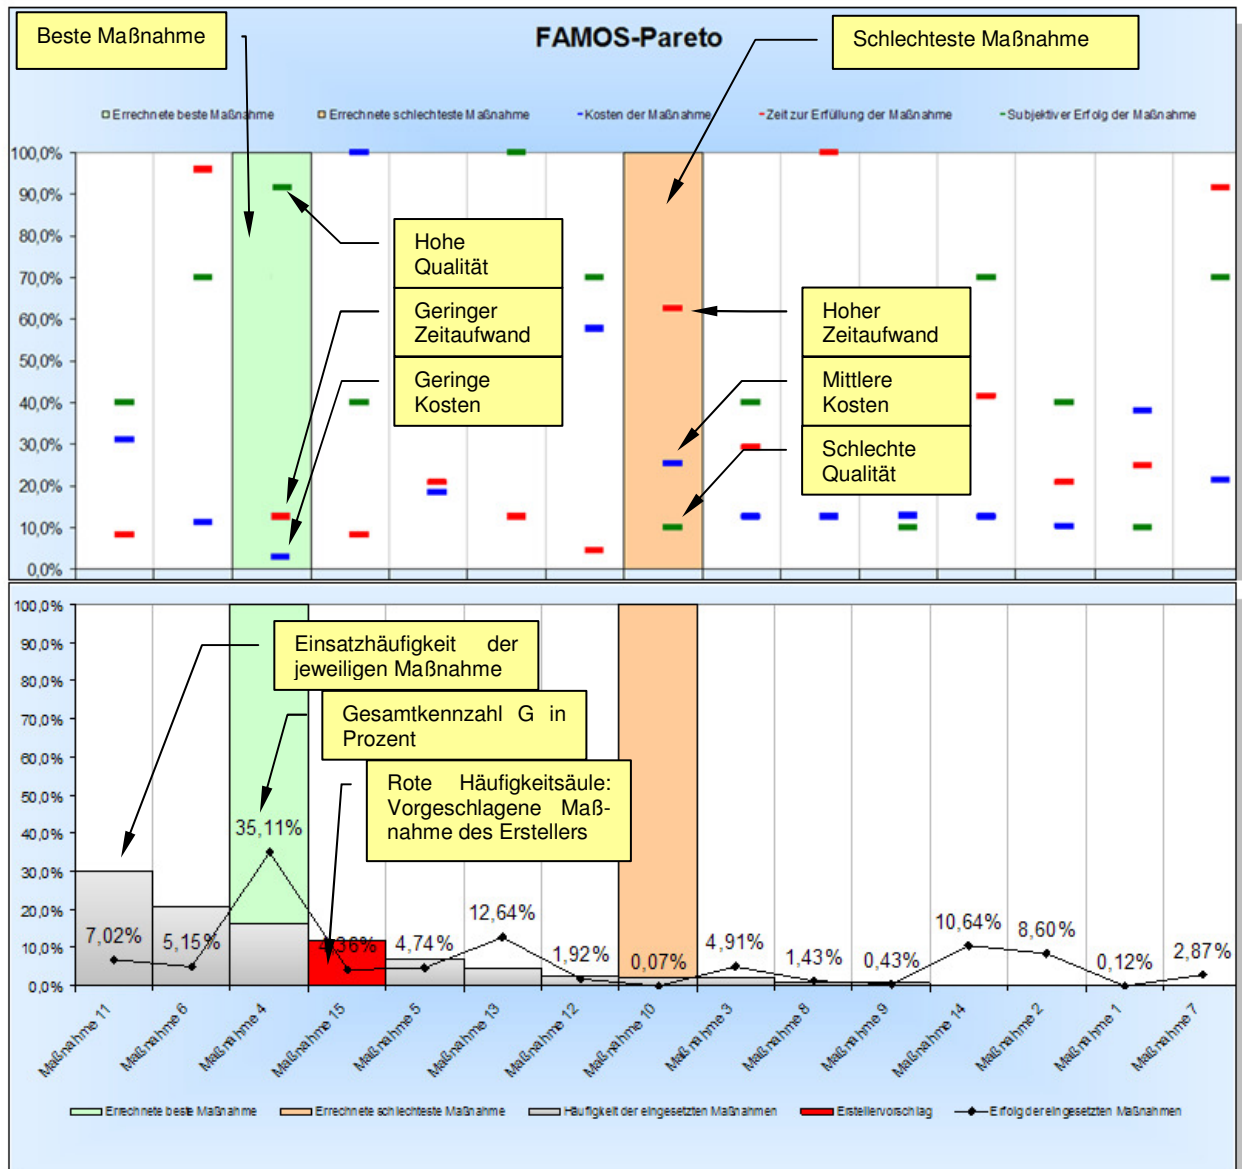 Beste Maßnahme
FAMOS-Pareto
Schlechteste Maßnahme
Errechnete beste Maßnahme
Errechnete schlechteste Maßnahme
Kosten der Maßnahme
Zeit zur Erfüllung der Maßnahme
Subjektiver Erfolg der Maßnahme
100,0%
90,0%
80,0%
70,0%
60,0%
50,0%
40,0%
30,0%
20,0%
10,0%
0,0%
Hohe
Qualität
Geringer
Zeitaufwand
Geringe
Kosten
Hoher
Zeitaufwand
Mittlere
Kosten
Schlechte
Qualität
100,0%
90,0%
80,0%
70,0%
60,0%
50,0%
40,0%
30,0%
20,0%
10,0%
0,0%
Einsatzhäufigkeit der
jeweiligen Maßnahme
Gesamtkennzahl G in
Prozent
Rote Häufigkeitsäule:
Vorgeschlagene Maß-
nahme des Erstellers
7,02%
5,15%
35,11%
4,36%
4,74%
12,64%
1,92%
0,07%
4,91%
1,43%
0,43%
10,64%
8,60%
0,12%
2,87%
Maßnahme 11
Maßnahme 6
Maßnahme 4
Maßnahme 15
Maßnahme 5
Maßnahme 13
Maßnahme 12
Maßnahme 10
Maßnahme 3
Maßnahme 8
Maßnahme 9
Maßnahme 14
Maßnahme 2
Maßnahme 1
Maßnahme 7
Errechnete beste Maßnahme
Errechnete schlechteste Maßnahme
Häufigkeit der eingesetzten Maßnahmen
Erstellervorschlag
Erfolg der eingesetzten Maßnahmen